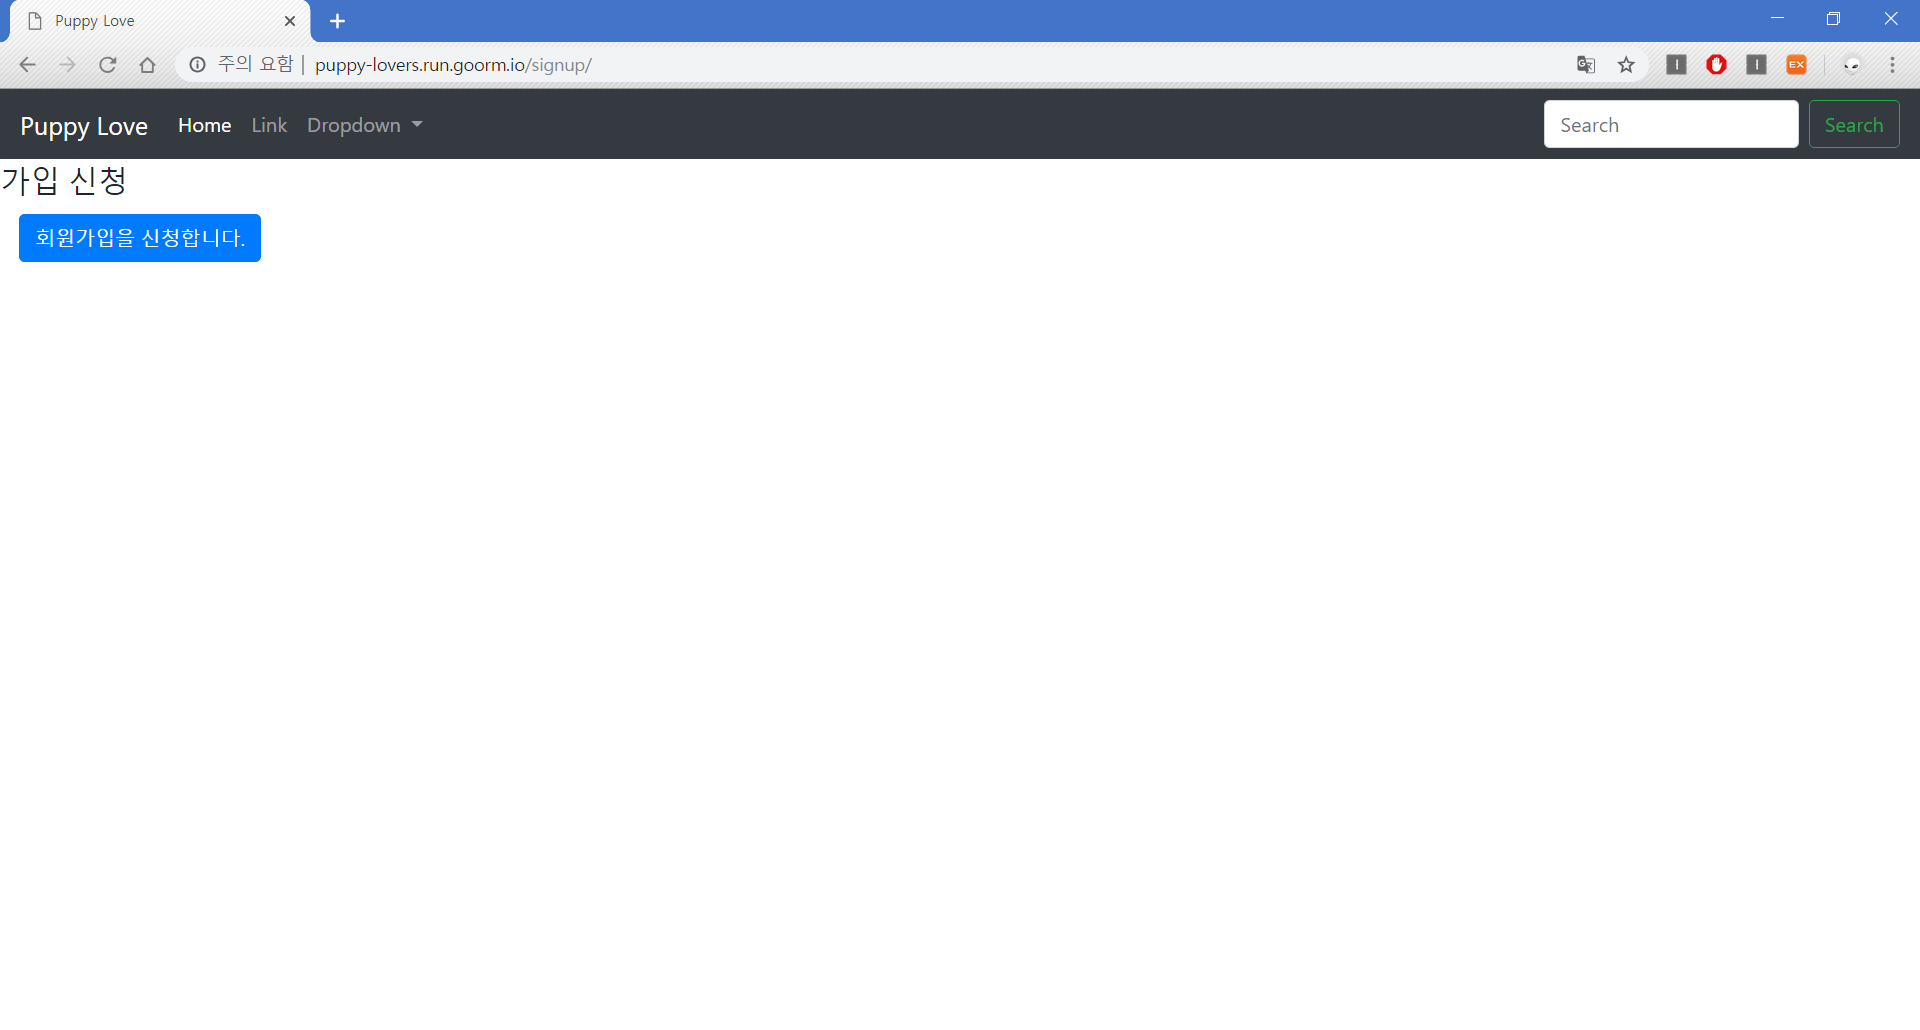 Puppy Love
주의 요함 | puppy-lovers.run.goorm.io/signup/
EX
Puppy Love Home Link Dropdown Search Search
가입 신청
회원가입을 신청합니다.